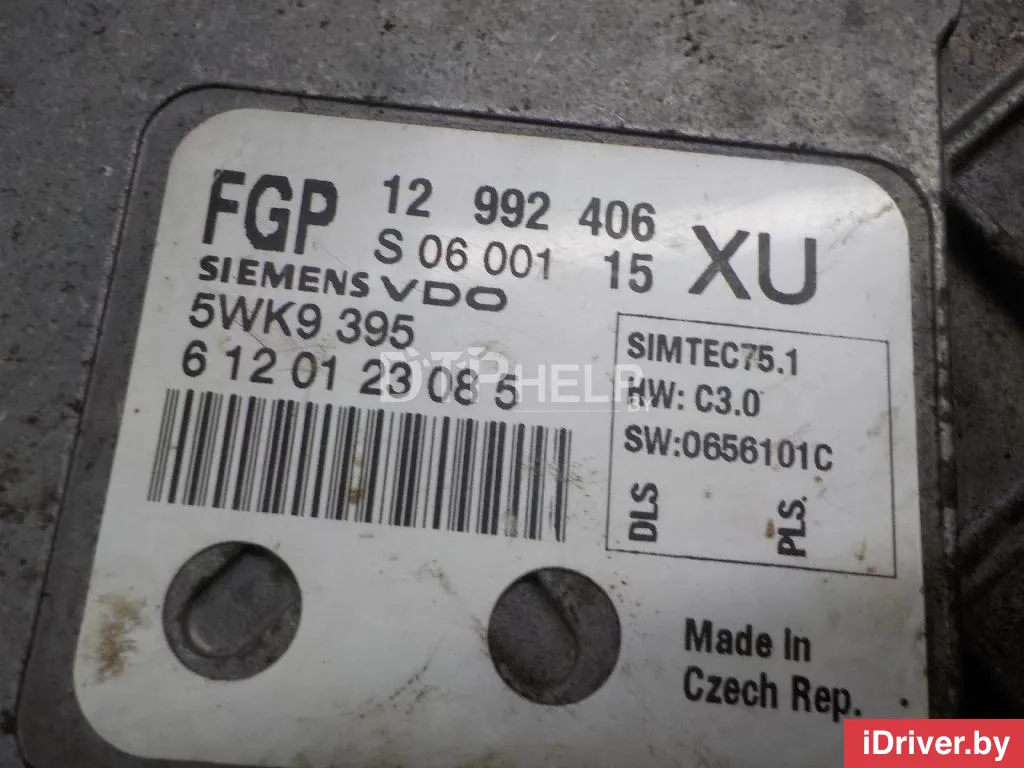 FGP 12 992 406
S 06 001 15 XU
SIEMENS VDO
5WK9 395
6 12 01 23 08 5
SIMTEC75.1
HW: C3.0
SW:0656101C
DLS PLS.
Made In
Czech Rep.
DTPHELP
BY
iDriver.by